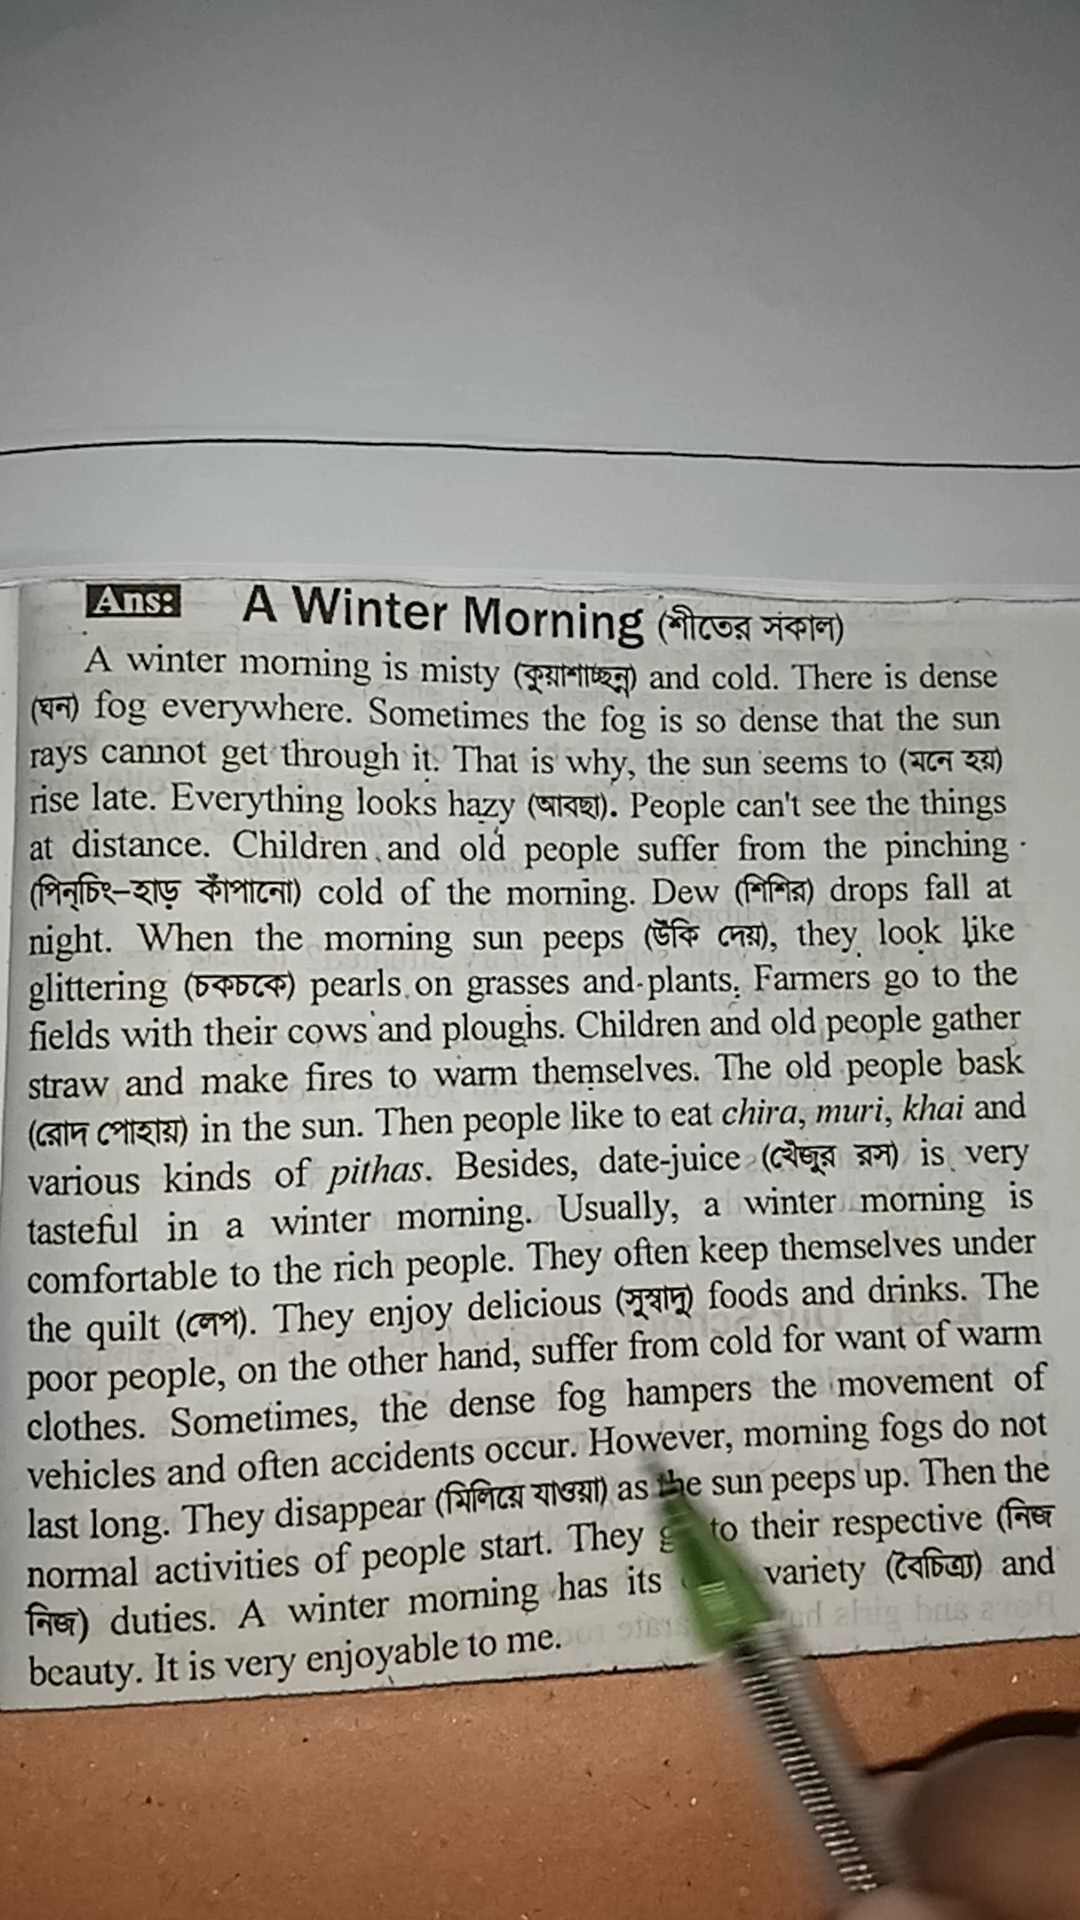 Ans: A Winter Morning (শীতের সকাল)
A winter morning is misty (কুয়াশাচ্ছন্ন) and cold. There is dense
(ঘন) fog everywhere. Sometimes the fog is so dense that the sun
rays cannot get through it. That is why, the sun seems to (মনে হয়)
rise late. Everything looks hazy (আবছা). People can't see the things
at distance. Children and old people suffer from the pinching
(পিন্‌চিং-হাড় কাঁপানো) cold of the morning. Dew (শিশির) drops fall at
night. When the morning sun peeps (উঁকি দেয়), they look like
glittering (চকচকে) pearls on grasses and plants. Farmers go to the
fields with their cows and ploughs. Children and old people gather
straw and make fires to warm themselves. The old people bask
(রোদ পোহায়) in the sun. Then people like to eat chira, muri, khai and
various kinds of pithas. Besides, date-juice (খেঁজুর রস) is very
tasteful in a winter morning. Usually, a winter morning is
comfortable to the rich people. They often keep themselves under
the quilt (লেপ). They enjoy delicious (সুস্বাদু) foods and drinks. The
poor people, on the other hand, suffer from cold for want of warm
clothes. Sometimes, the dense fog hampers the movement of
vehicles and often accidents occur. However, morning fogs do not
last long. They disappear (মিলিয়ে যাওয়া) as the sun peeps up. Then the
normal activities of people start. They to their respective (নিজ
নিজ) duties. A winter morning has its variety (বৈচিত্র্য) and
beauty. It is very enjoyable to me.